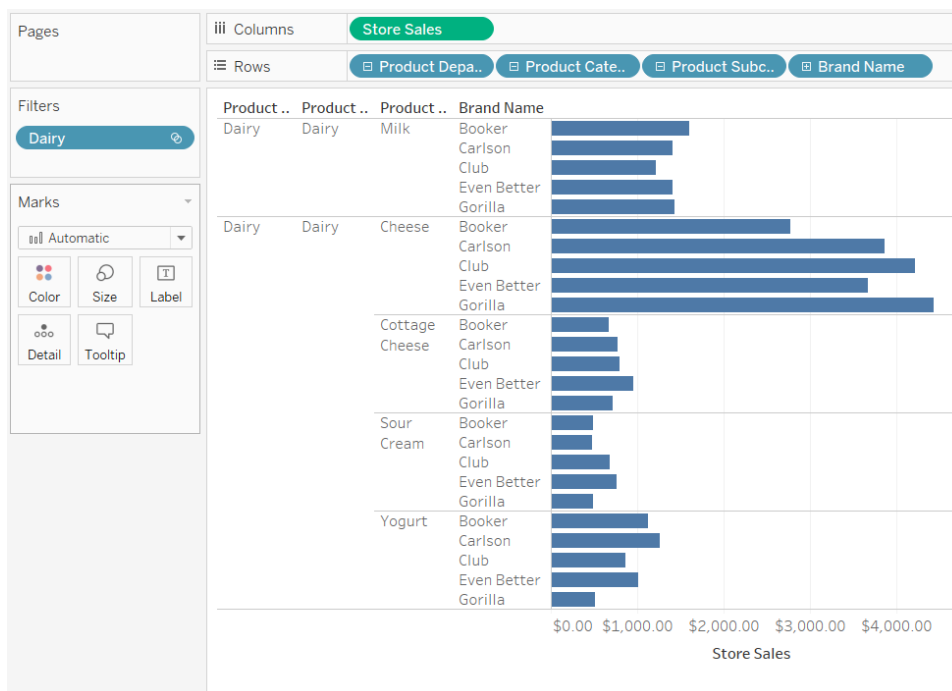 Pages
Columns
Store Sales
Rows
Product Depa..
Product Cate..
Product Subc..
Brand Name
Filters
Dairy
Marks
Automatic
Color
Size
Label
Detail
Tooltip
Product .. Product .. Product .. Brand Name
Dairy Dairy Milk Booker
Carlson
Club
Even Better
Gorilla
Dairy Dairy Cheese Booker
Carlson
Club
Even Better
Gorilla
Cottage Booker
Cheese Carlson
Club
Even Better
Gorilla
Sour Booker
Cream Carlson
Club
Even Better
Gorilla
Yogurt Booker
Carlson
Club
Even Better
Gorilla
$0.00 $1,000.00 $2,000.00 $3,000.00 $4,000.00
Store Sales